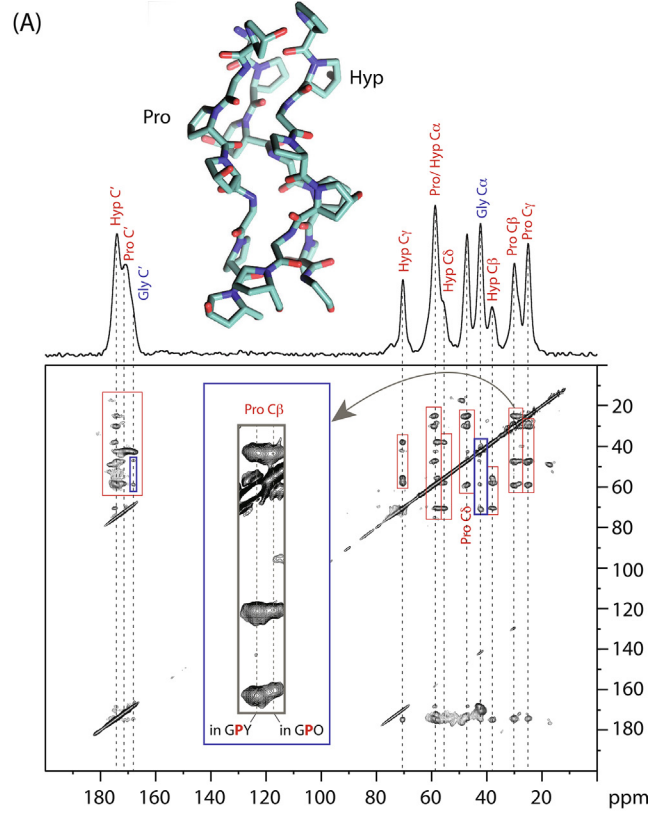 (A)
Hyp
Pro
Hyp C′
Pro C′
Gly C′
Hyp Cγ
Pro/ Hyp Cα
Hyp Cδ
Gly Cα
Hyp Cβ
Pro Cβ
Pro Cγ
Pro Cβ
in GPY
in GPO
Pro Cδ
20
40
60
80
100
120
140
160
180
180
160
140
120
100
80
60
40
20
ppm